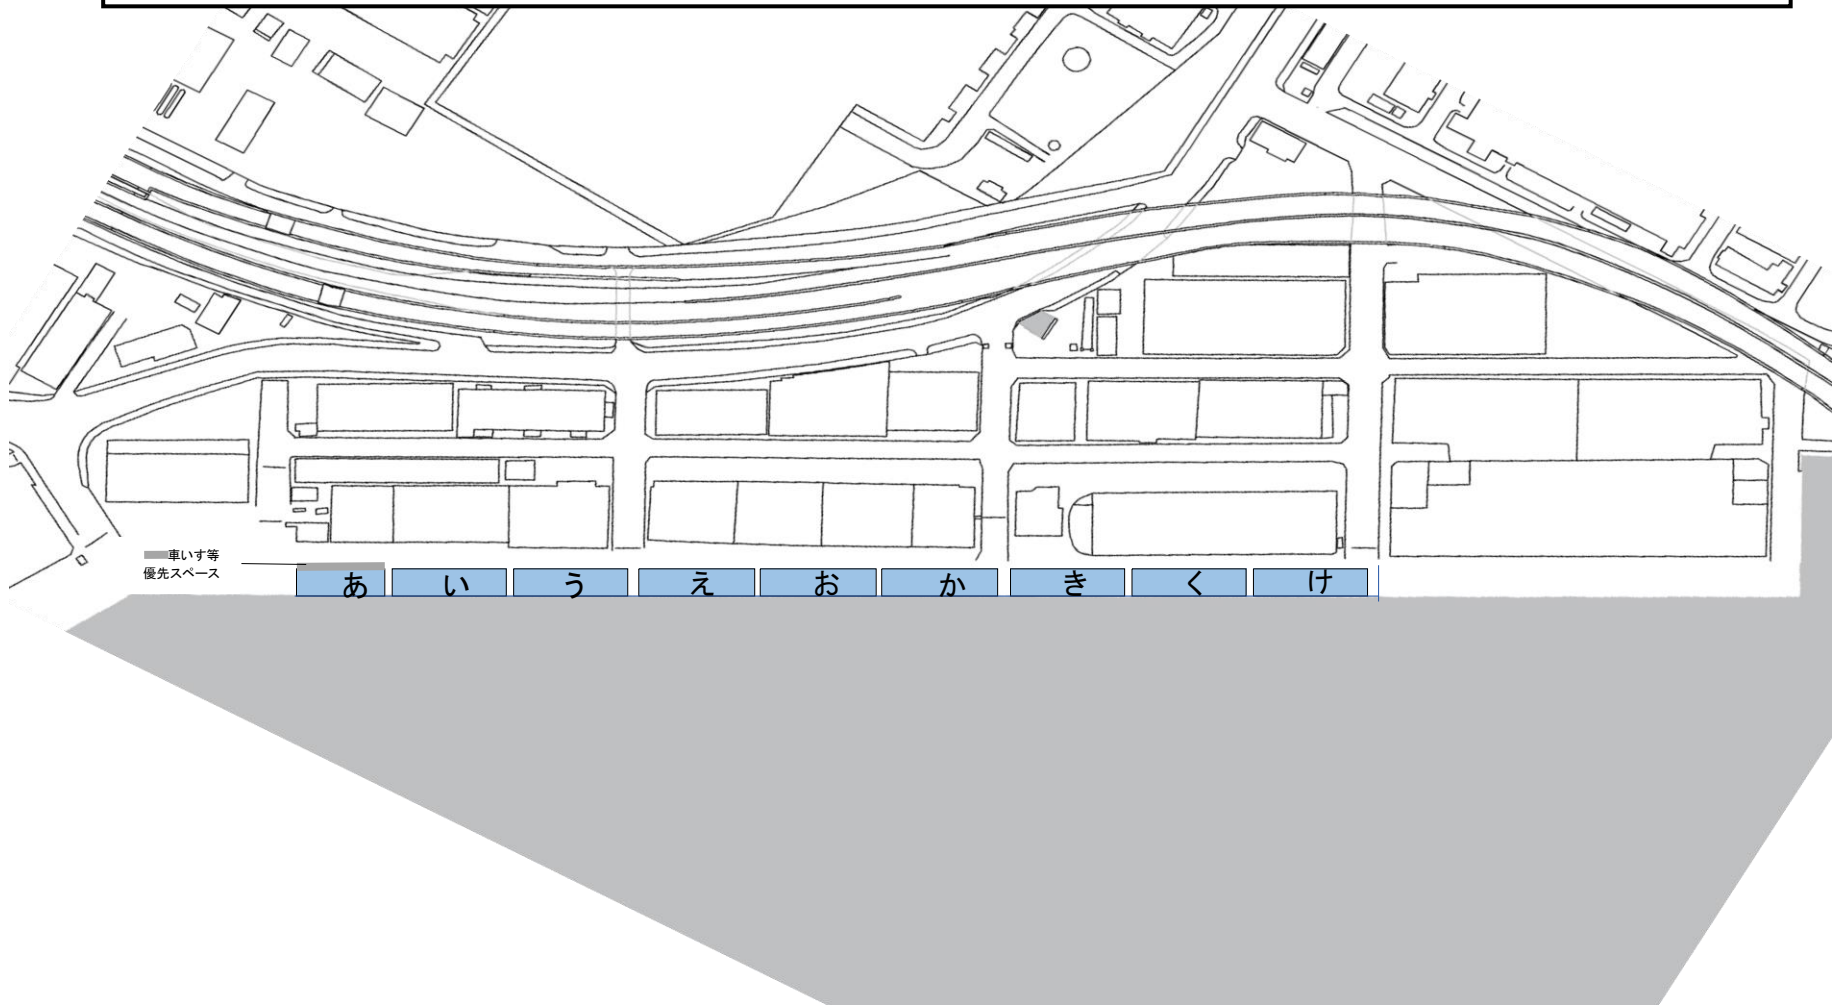 車いす等
優先スペース
あ い う え お か き く け